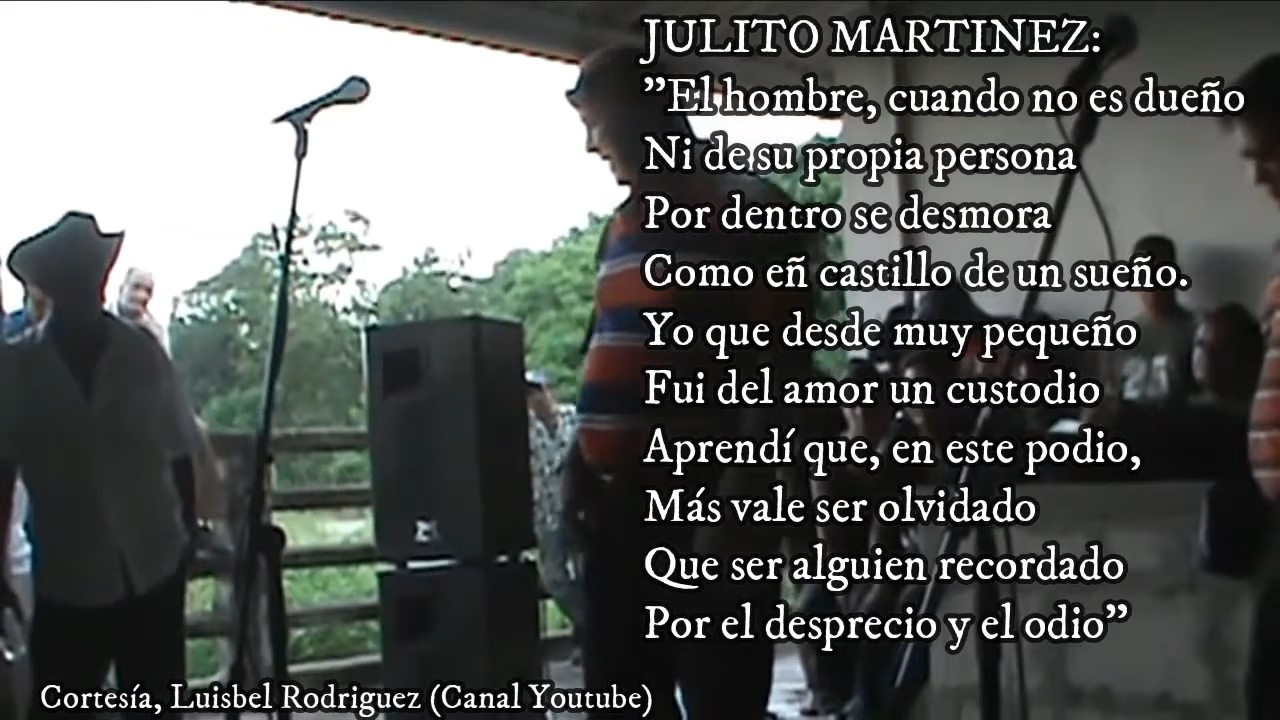 JULITO MARTINEZ:
"El hombre, cuando no es dueño
Ni de su propia persona
Por dentro se desmora
Como eñ castillo de un sueño.
Yo que desde muy pequeño
Fui del amor un custodio
Aprendí que, en este podio,
Más vale ser olvidado
Que ser alguien recordado
Por el desprecio y el odio"
23
Cortesía, Luisbel Rodriguez (Canal Youtube)